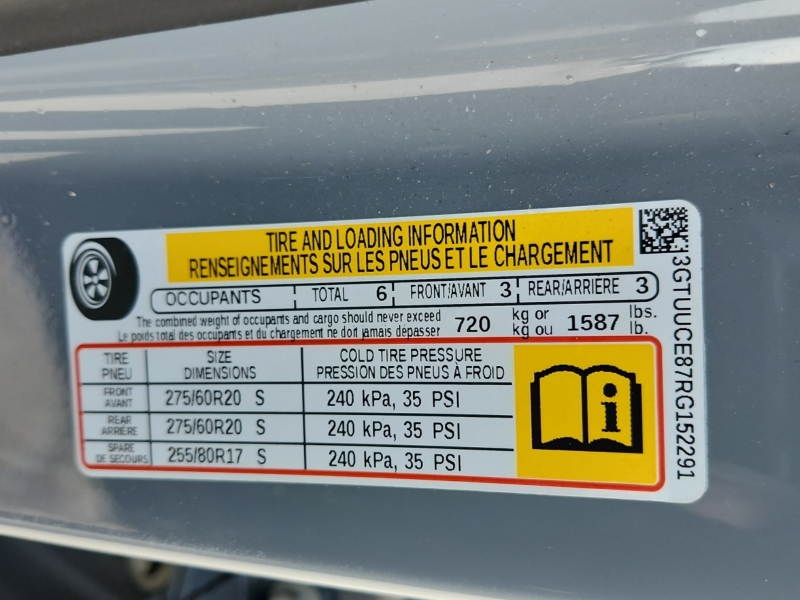 TIRE AND LOADING INFORMATION
RENSEIGNEMENTS SUR LES PNEUS ET LE CHARGEMENT
OCCUPANTS TOTAL 6 FRONT/AVANT 3 REAR/ARRIÈRE 3
The combined weight of occupants and cargo should never exceed 720 kg or 1587 lbs.
Le poids total des occupants et du chargement ne doit jamais dépasser kg ou lb.
TIRE SIZE COLD TIRE PRESSURE
PNEU DIMENSIONS PRESSION DES PNEUS À FROID
FRONT
AVANT 275/60R20 S 240 kPa, 35 PSI
REAR
ARRIÈRE 275/60R20 S 240 kPa, 35 PSI
SPARE
DE SECOURS 255/80R17 S 240 kPa, 35 PSI
i
3GTUUCE87RG152291